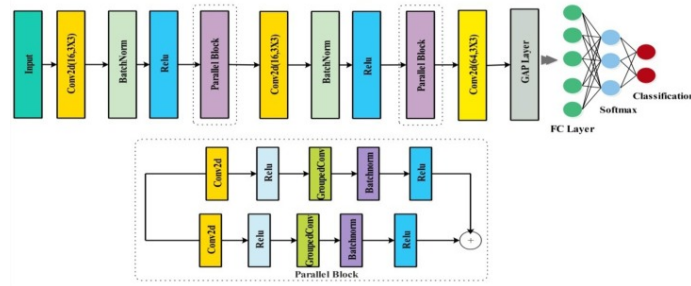 Input
Conv2d(16,3X3)
BatchNorm
Relu
Parallel Block
Conv2d(16,3X3)
BatchNorm
Relu
Parallel Block
Conv2d(64,3X3)
GAP Layer
FC Layer
Softmax
Classification
Conv2d
Relu
GroupedConv
Batchnorm
Relu
Conv2d
Relu
GroupedConv
Batchnorm
Relu
+
Parallel Block